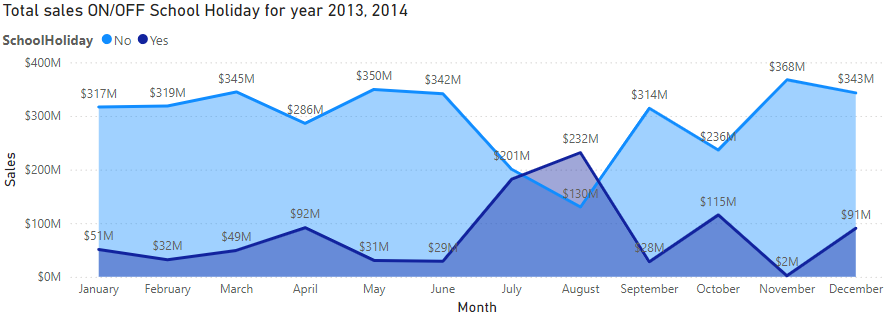 Total sales ON/OFF School Holiday for year 2013, 2014
SchoolHoliday No Yes
$400M
$300M
$200M
$100M
$0M
Sales
$317M $319M $345M $286M $350M $342M $201M $130M $314M $236M $368M $343M
$51M $32M $49M $92M $31M $29M $232M $28M $115M $2M $91M
January February March April May June July August September October November December
Month